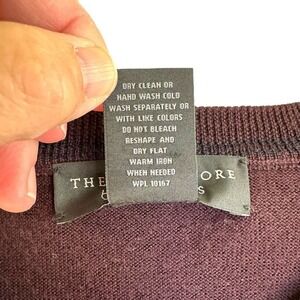 DRY CLEAN OR
HAND WASH COLD
WASH SEPARATELY OR
WITH LIKE COLORS
DO NOT BLEACH
RESHAPE AND
DRY FLAT
WARM IRON
WHEN NEEDED
WPL 10167
THE